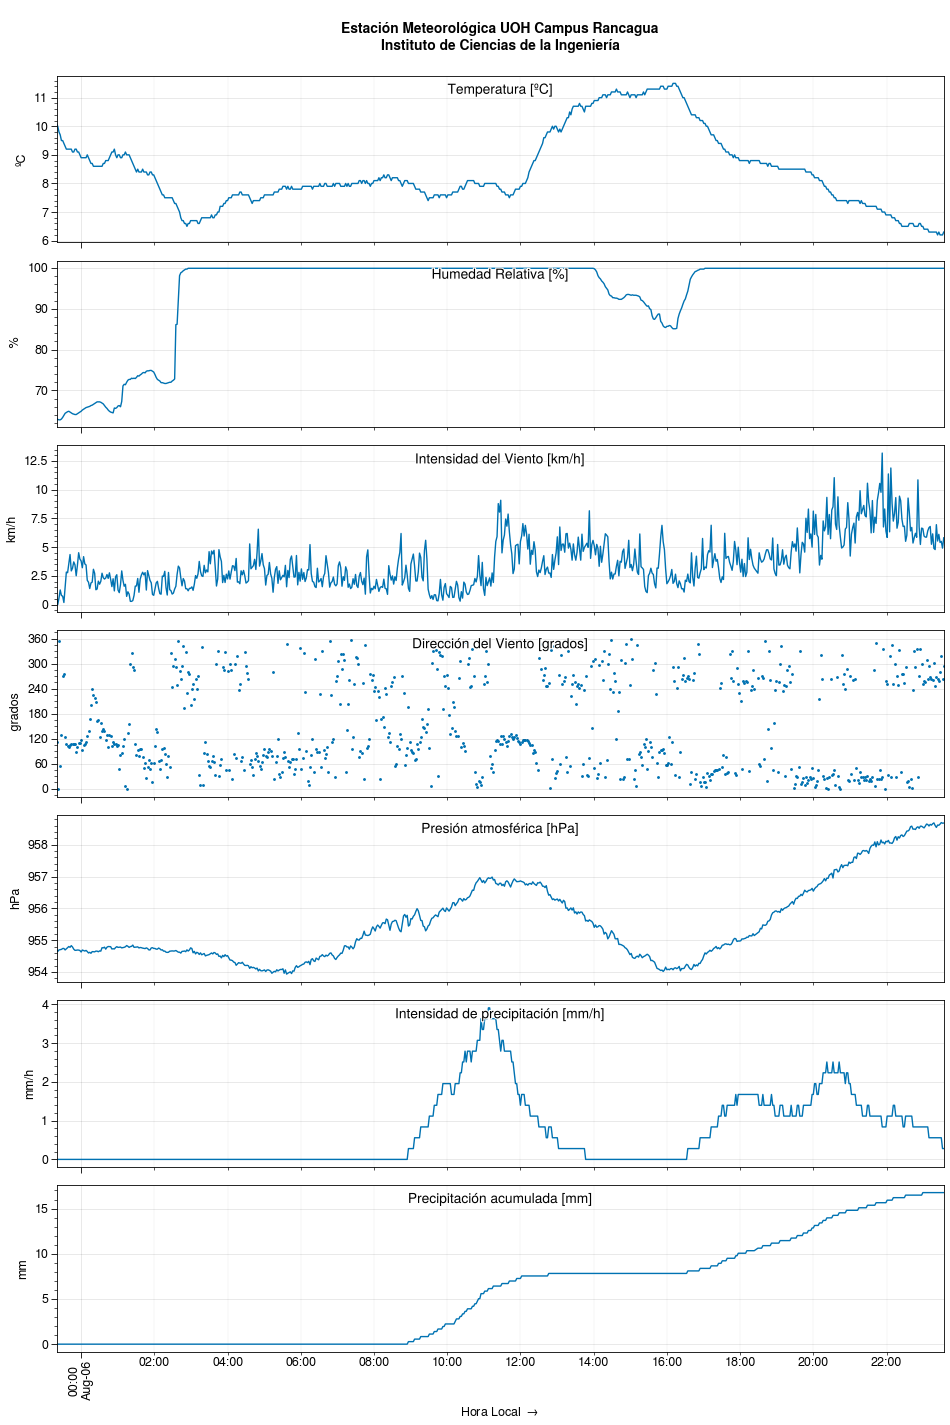 Estación Meteorológica UOH Campus Rancagua
Instituto de Ciencias de la Ingeniería
Temperatura [ºC]
ºC
11
10
9
8
7
6
Humedad Relativa [%]
%
100
90
80
70
Intensidad del Viento [km/h]
km/h
12.5
10
7.5
5
2.5
0
Dirección del Viento [grados]
grados
360
300
240
180
120
60
0
Presión atmosférica [hPa]
hPa
958
957
956
955
954
Intensidad de precipitación [mm/h]
mm/h
4
3
2
1
0
Precipitación acumulada [mm]
mm
15
10
5
0
00:00
Aug-06
02:00
04:00
06:00
08:00
10:00
12:00
14:00
16:00
18:00
20:00
22:00
Hora Local →